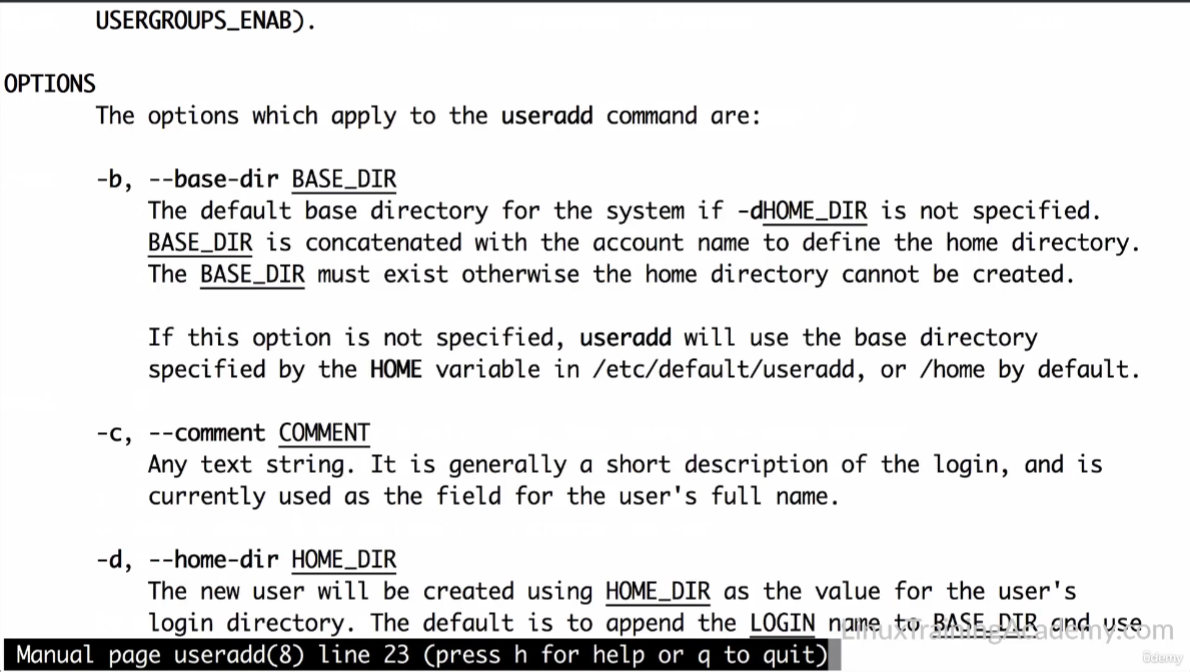 USERGROUPS_ENAB).
OPTIONS
The options which apply to the useradd command are:
-b, --base-dir BASE_DIR
The default base directory for the system if -dHOME_DIR is not specified.
BASE_DIR is concatenated with the account name to define the home directory.
The BASE_DIR must exist otherwise the home directory cannot be created.
If this option is not specified, useradd will use the base directory
specified by the HOME variable in /etc/default/useradd, or /home by default.
-c, --comment COMMENT
Any text string. It is generally a short description of the login, and is
currently used as the field for the user's full name.
-d, --home-dir HOME_DIR
The new user will be created using HOME_DIR as the value for the user's
login directory. The default is to append the LOGIN name to BASE_DIR and use
LinuxTrainingAcademy.com
Manual page useradd(8) line 23 (press h for help or q to quit)
ûdemy